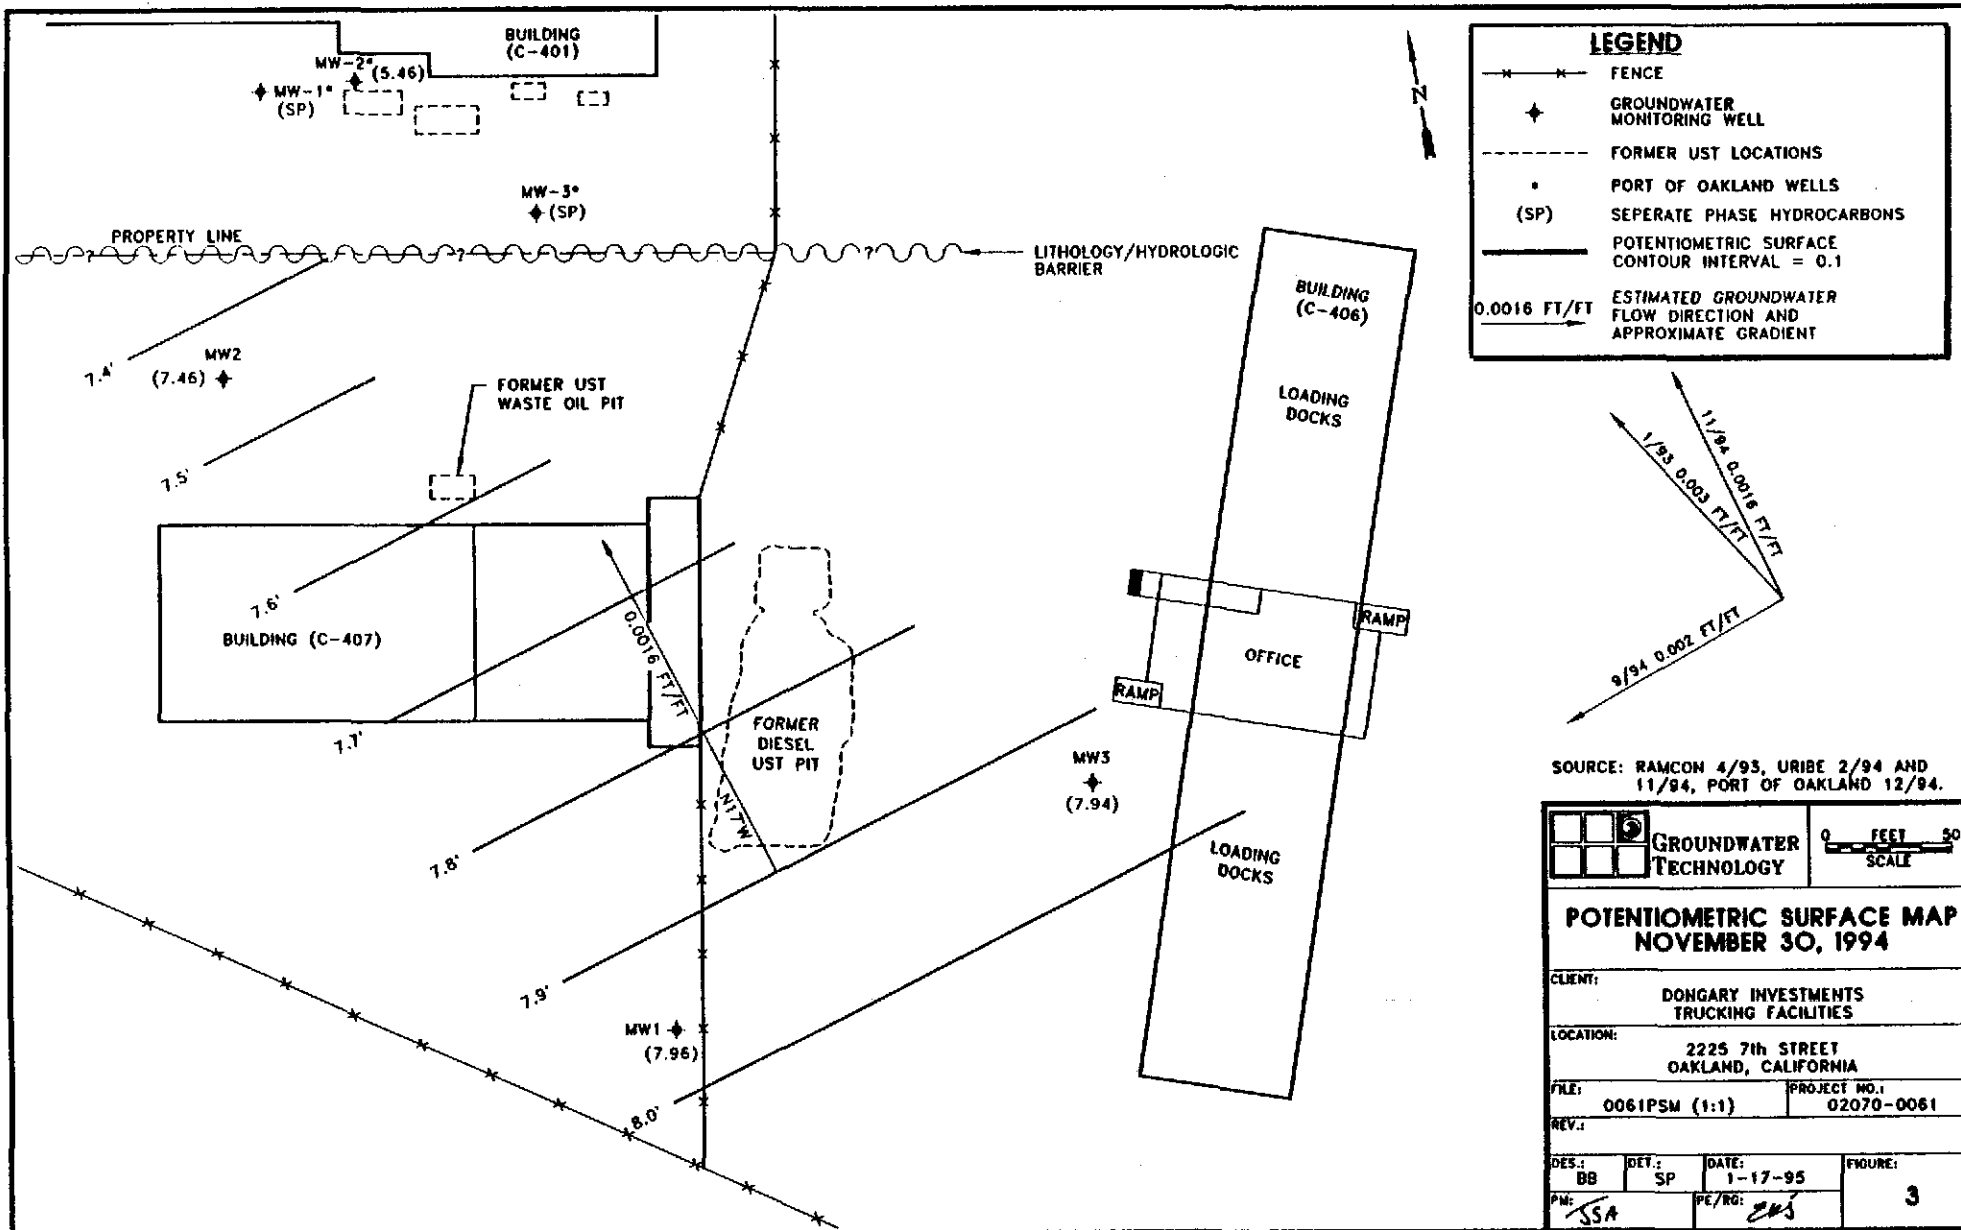 BUILDING
(C-401)
MW-2*
(5.46)
MW-1*
(SP)
MW-3*
(SP)
PROPERTY LINE
?
?
?
?
LITHOLOGY/HYDROLOGIC
BARRIER
N
LEGEND
FENCE
GROUNDWATER
MONITORING WELL
FORMER UST LOCATIONS
* PORT OF OAKLAND WELLS
(SP) SEPERATE PHASE HYDROCARBONS
POTENTIOMETRIC SURFACE
CONTOUR INTERVAL = 0.1
0.0016 FT/FT ESTIMATED GROUNDWATER
FLOW DIRECTION AND
APPROXIMATE GRADIENT
BUILDING
(C-406)
LOADING
DOCKS
7.4'
MW2
(7.46)
FORMER UST
WASTE OIL PIT
7.5'
7.6'
BUILDING (C-407)
0.0016 FT/FT
N17W
7.7'
FORMER
DIESEL
UST PIT
RAMP
OFFICE
RAMP
MW3
(7.94)
7.8'
LOADING
DOCKS
7.9'
MW1
(7.96)
8.0'
11/94 0.0016 FT/FT
1/93 0.003 FT/FT
9/94 0.002 FT/FT
SOURCE: RAMCON 4/93, URIBE 2/94 AND
11/94, PORT OF OAKLAND 12/94.
GROUNDWATER
TECHNOLOGY
0 FEET 50
SCALE
POTENTIOMETRIC SURFACE MAP
NOVEMBER 30, 1994
CLIENT:
DONGARY INVESTMENTS
TRUCKING FACILITIES
LOCATION:
2225 7th STREET
OAKLAND, CALIFORNIA
FILE:
0061PSM (1:1)
PROJECT NO.:
02070-0061
REV.:
DES.:
BB
DET.:
SP
DATE:
1-17-95
FIGURE:
3
PM:
JSA
PE/RG: